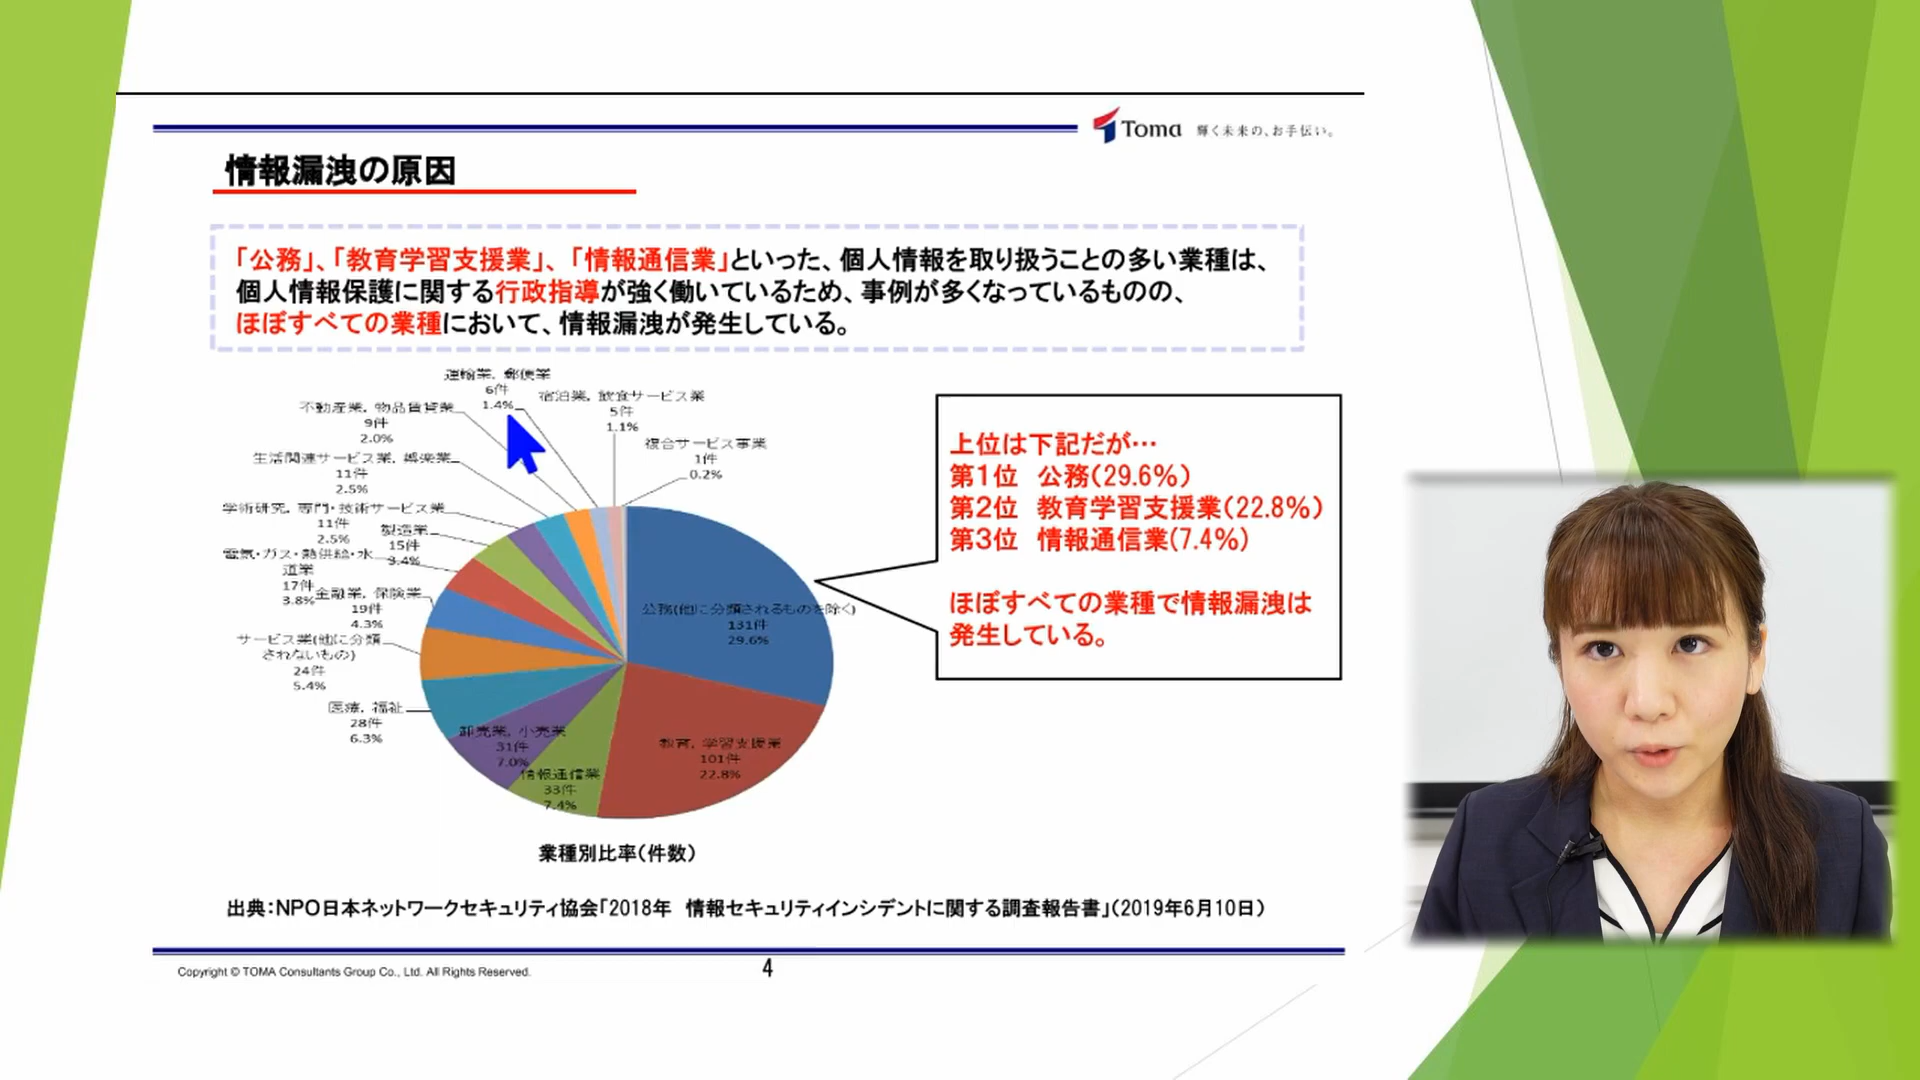 Toma 輝く未来の、お手伝い。
情報漏洩の原因
「公務」、「教育学習支援業」、「情報通信業」といった、個人情報を取り扱うことの多い業種は、
個人情報保護に関する行政指導が強く働いているため、事例が多くなっているものの、
ほぼすべての業種において、情報漏洩が発生している。
運輸業, 郵便業
6件
1.4%
宿泊業, 飲食サービス業
5件
1.1%
不動産業, 物品賃貸業
9件
2.0%
複合サービス事業
1件
0.2%
生活関連サービス業, 娯楽業
11件
2.5%
学術研究, 専門・技術サービス業
11件
2.5%
製造業
15件
3.4%
電気・ガス・熱供給・水
道業
17件
3.8%
金融業, 保険業
19件
4.3%
サービス業(他に分類
されないもの)
24件
5.4%
医療, 福祉
28件
6.3%
卸売業, 小売業
31件
7.0%
情報通信業
33件
7.4%
教育, 学習支援業
101件
22.8%
公務(他に分類されるものを除く)
131件
29.6%
上位は下記だが…
第1位 公務(29.6%)
第2位 教育学習支援業(22.8%)
第3位 情報通信業(7.4%)
ほぼすべての業種で情報漏洩は
発生している。
業種別比率(件数)
出典:NPO日本ネットワークセキュリティ協会「2018年 情報セキュリティインシデントに関する調査報告書」(2019年6月10日)
Copyright © TOMA Consultants Group Co., Ltd. All Rights Reserved.
4